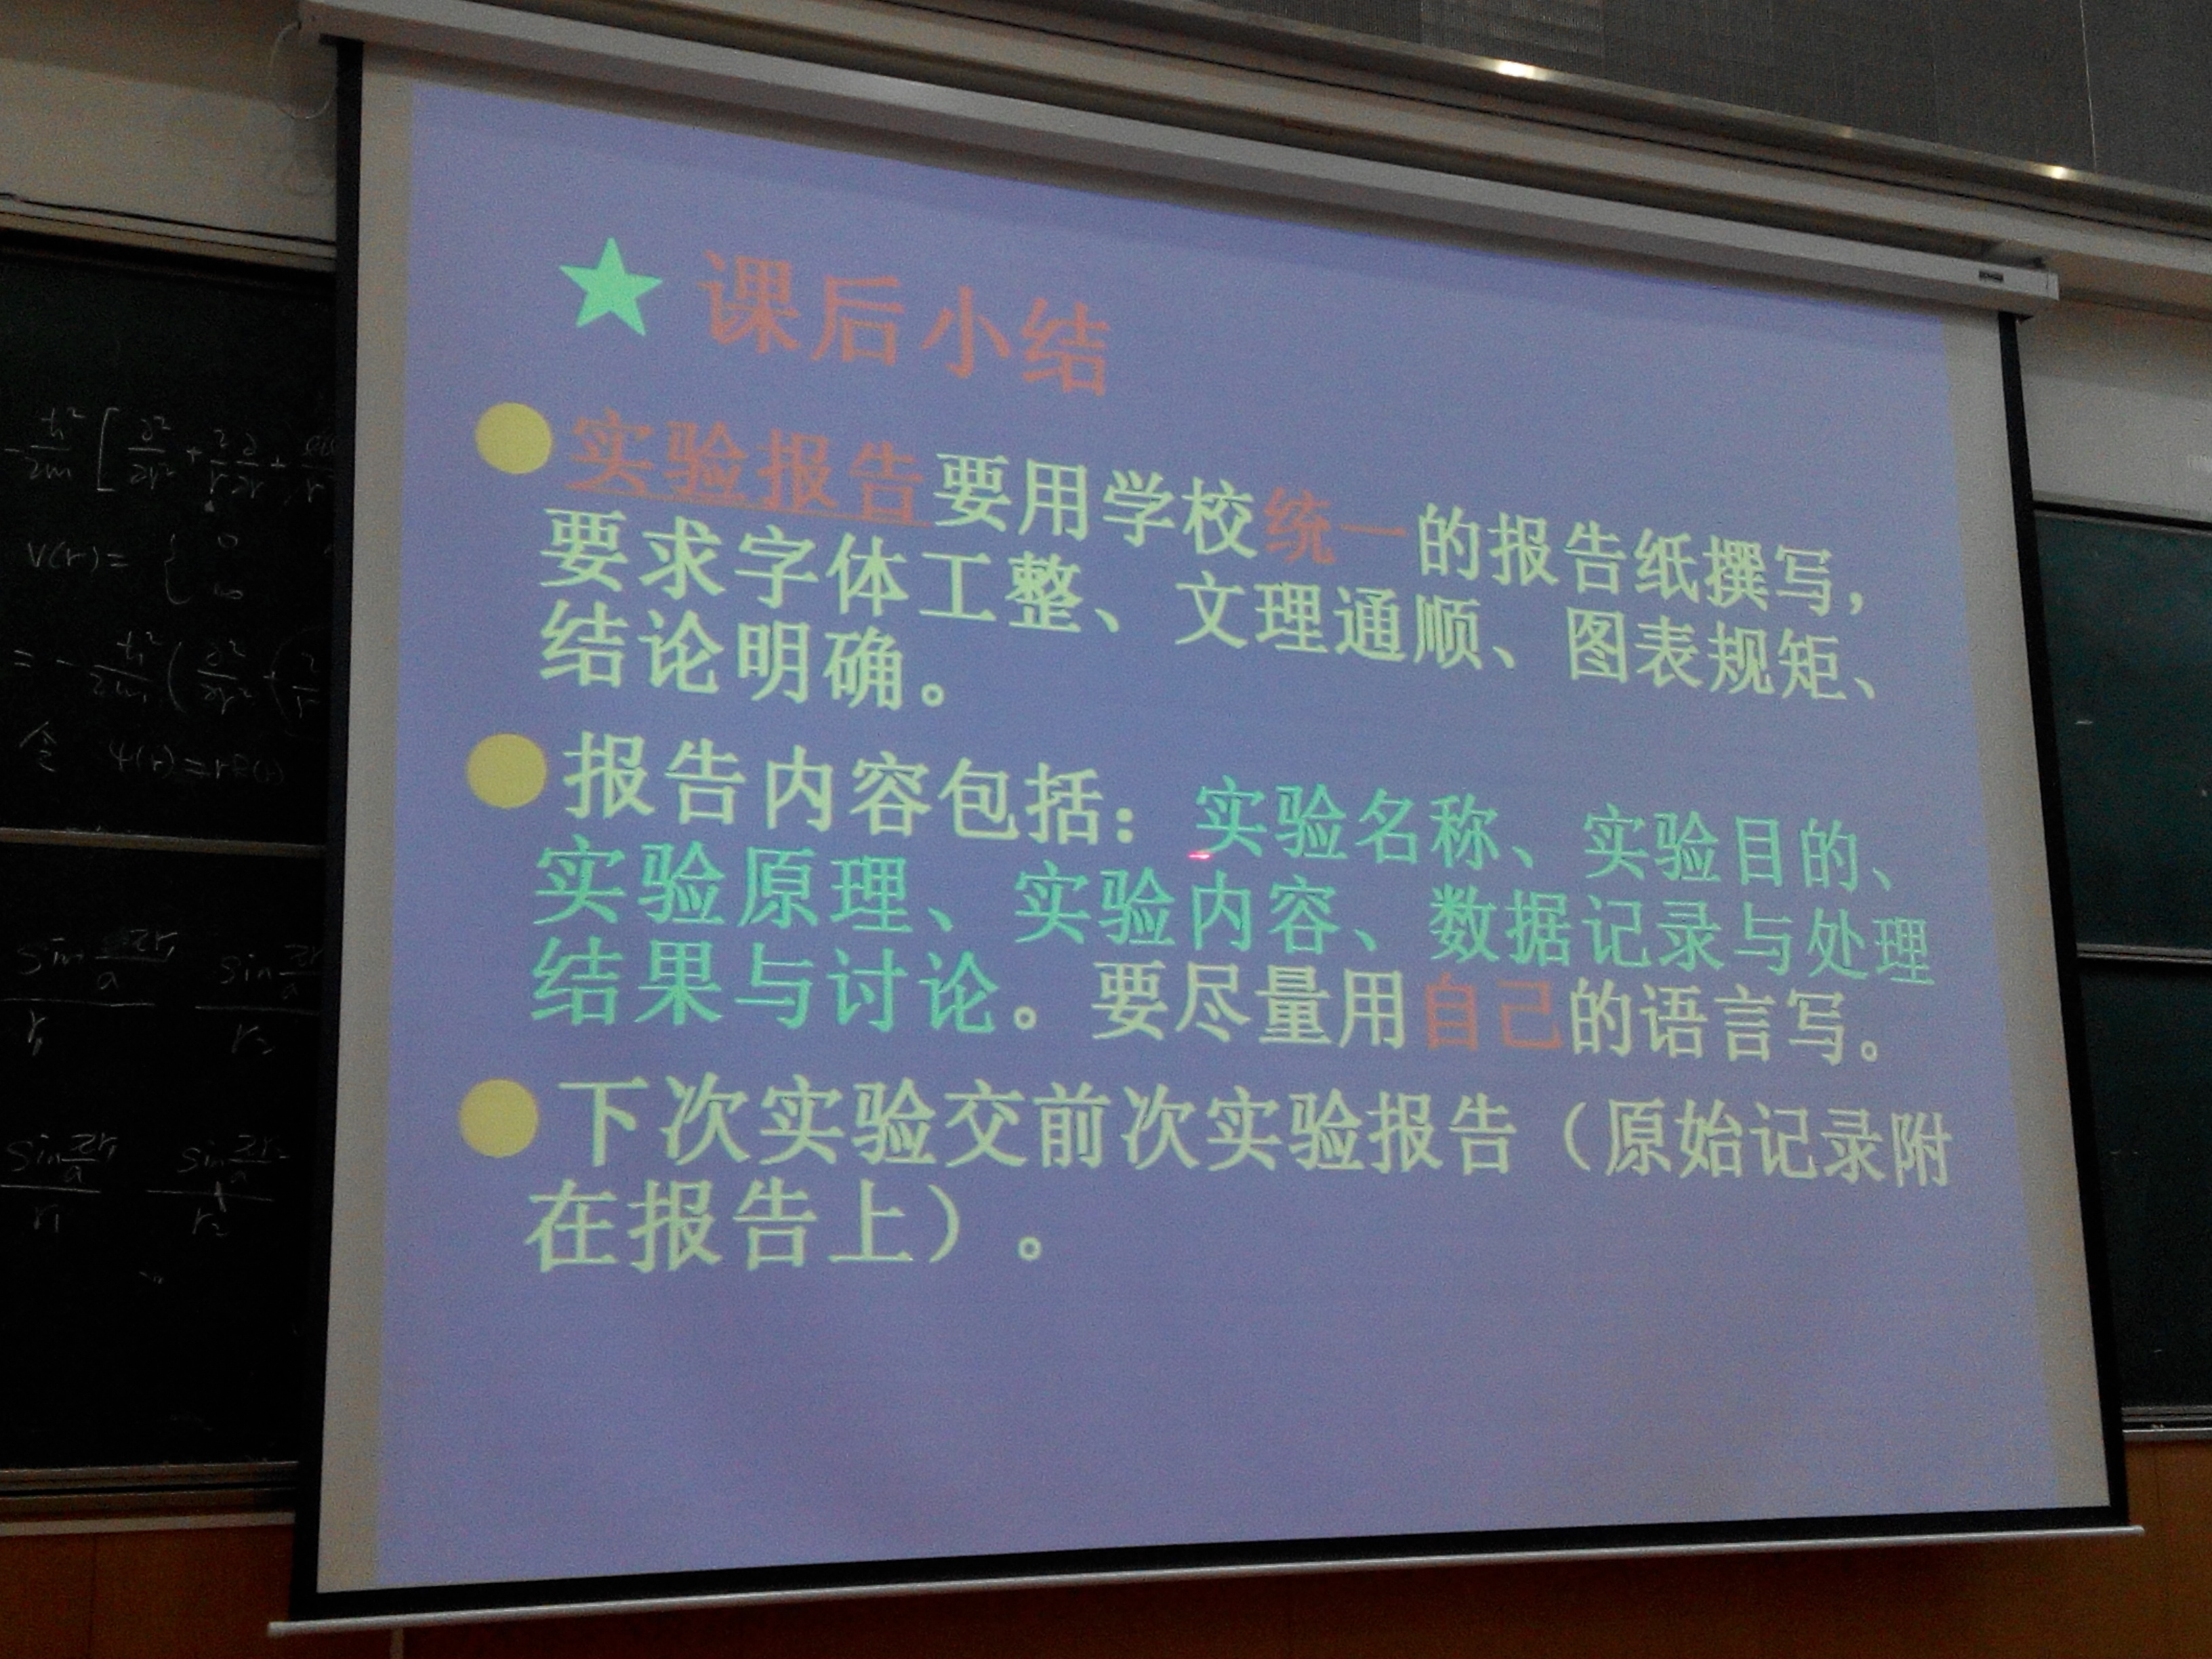 ★ 课后小结
●实验报告要用学校统一的报告纸撰写，
要求字体工整、文理通顺、图表规矩、
结论明确。
●报告内容包括：实验名称、实验目的、
实验原理、实验内容、数据记录与处理
结果与讨论。要尽量用自己的语言写。
●下次实验交前次实验报告（原始记录附
在报告上）。
V(r)= { 0
∞
令